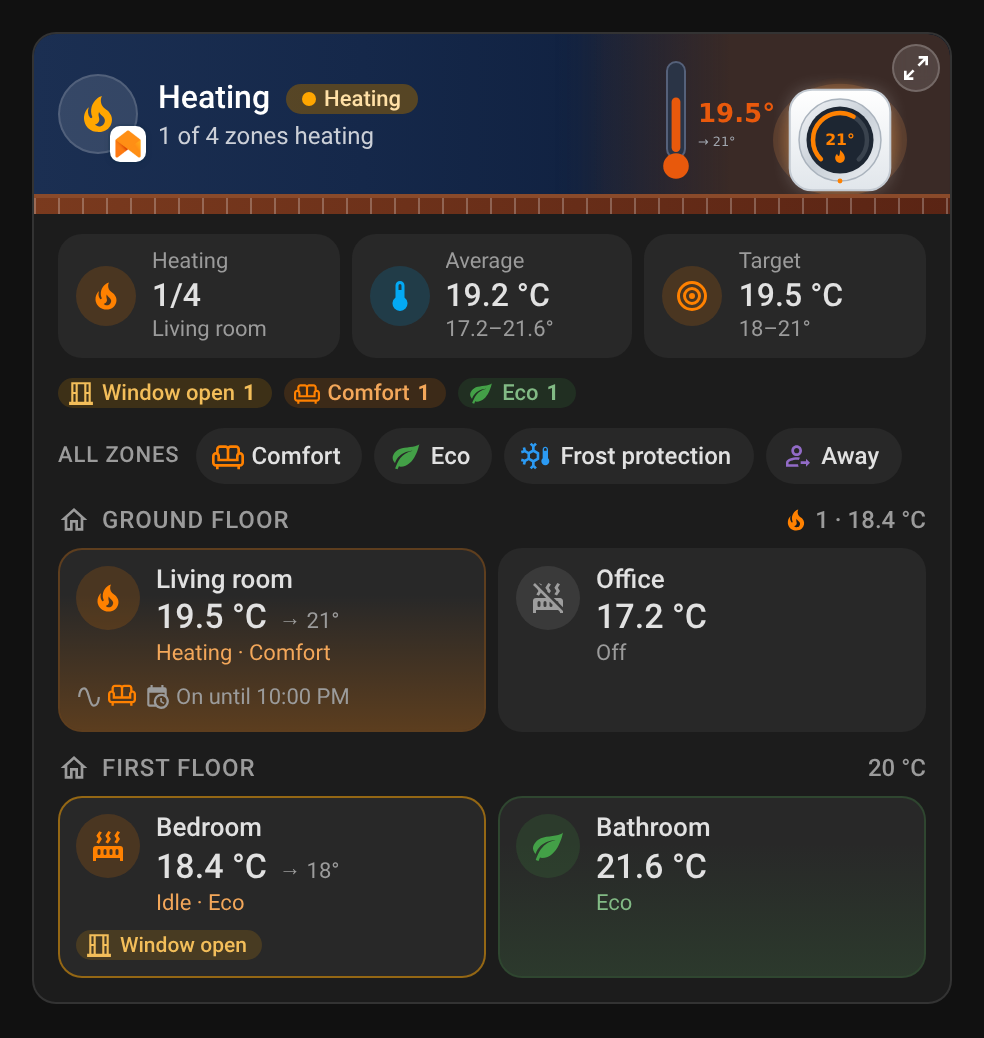 Heating
Heating
1 of 4 zones heating
19.5°
→ 21°
21°
Heating
1/4
Living room
Average
19.2 °C
17.2–21.6°
Target
19.5 °C
18–21°
Window open 1
Comfort 1
Eco 1
ALL ZONES
Comfort
Eco
Frost protection
Away
GROUND FLOOR
1 · 18.4 °C
Living room
19.5 °C → 21°
Heating · Comfort
On until 10:00 PM
Office
17.2 °C
Off
FIRST FLOOR
20 °C
Bedroom
18.4 °C → 18°
Idle · Eco
Window open
Bathroom
21.6 °C
Eco